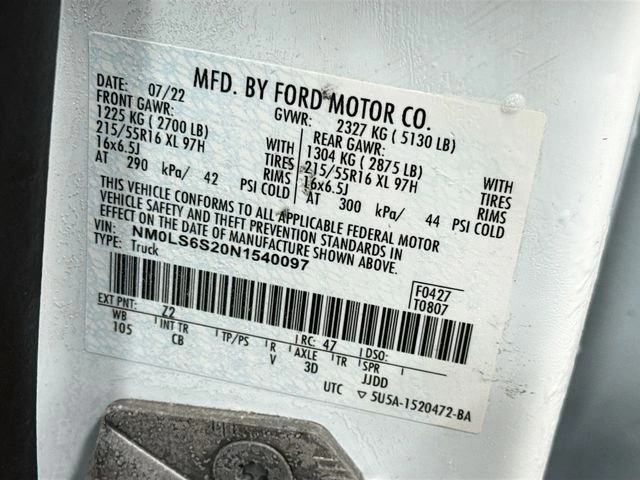 MFD. BY FORD MOTOR CO.
DATE: 07/22 GVWR: 2327 KG ( 5130 LB)
FRONT GAWR: REAR GAWR:
1225 KG ( 2700 LB) WITH 1304 KG ( 2875 LB) WITH
215/55R16 XL 97H TIRES 215/55R16 XL 97H TIRES
16x6.5J RIMS 16x6.5J RIMS
AT 290 kPa/ 42 PSI COLD AT 300 kPa/ 44 PSI COLD
THIS VEHICLE CONFORMS TO ALL APPLICABLE FEDERAL MOTOR
VEHICLE SAFETY AND THEFT PREVENTION STANDARDS IN
EFFECT ON THE DATE OF MANUFACTURE SHOWN ABOVE.
VIN: NM0LS6S20N1540097
TYPE: Truck
F0427
T0807
EXT PNT: Z2 RC: 47 DSO:
WB INT TR TP/PS R AXLE TR SPR
105 CB V 3D JJDD
UTC ▽ 5U5A-1520472-BA